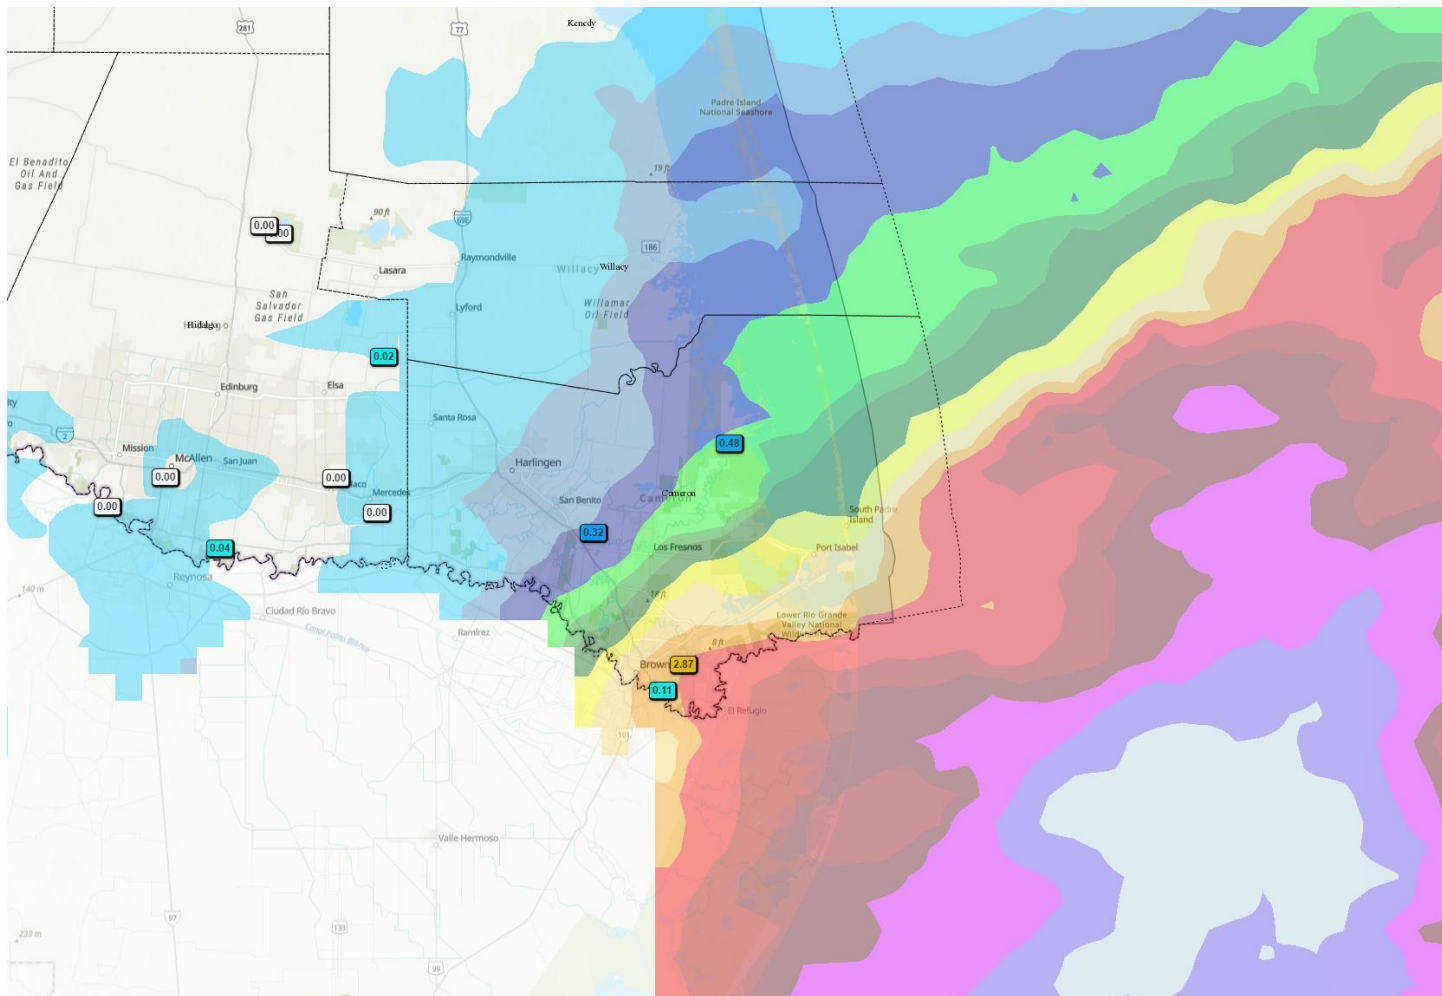 Kenedy
281
77
Padre Island
National Seashore
El Benadito
Oil And
Gas Field
19 ft
90 ft
69E
0.00
186
Raymondville
Lasara
Willacy
Willacy
San
Salvador
Gas Field
Willamar
Oil Field
Lyford
Hidalgo
0.02
Edinburg
Elsa
Santa Rosa
2
Mission
McAllen
San Juan
Harlingen
0.48
0.00
0.00
Mercedes
Cameron
Cameron
0.00
0.00
San Benito
South Padre
Island
0.32
0.04
Los Fresnos
Port Isabel
Reynosa
140 m
18 ft
Ciudad Río Bravo
Lower Rio Grande
Valley National
Ramírez
8 ft
Brown
2.87
0.11
El Refugio
101
Valle Hermoso
97
133
233 m
99